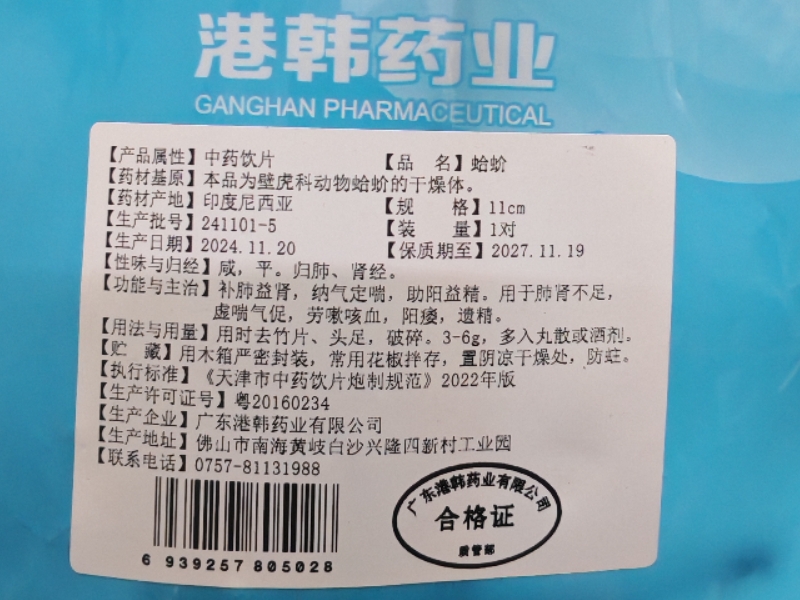 港韩药业
GANGHAN PHARMACEUTICAL
【产品属性】中药饮片 【品 名】蛤蚧
【药材基原】本品为壁虎科动物蛤蚧的干燥体。
【药材产地】印度尼西亚 【规 格】11cm
【生产批号】241101-5 【装 量】1对
【生产日期】2024.11.20 【保质期至】2027.11.19
【性味与归经】咸，平。归肺、肾经。
【功能与主治】补肺益肾，纳气定喘，助阳益精。用于肺肾不足，
虚喘气促，劳嗽咳血，阳痿，遗精。
【用法与用量】用时去竹片、头足，破碎。3-6g，多入丸散或酒剂。
【贮 藏】用木箱严密封装，常用花椒拌存，置阴凉干燥处，防蛀。
【执行标准】《天津市中药饮片炮制规范》2022年版
【生产许可证号】粤20160234
【生产企业】广东港韩药业有限公司
【生产地址】佛山市南海黄岐白沙兴隆四新村工业园
【联系电话】0757-81131988
6 939257 805028
广东港韩药业有限公司
合格证
质管部